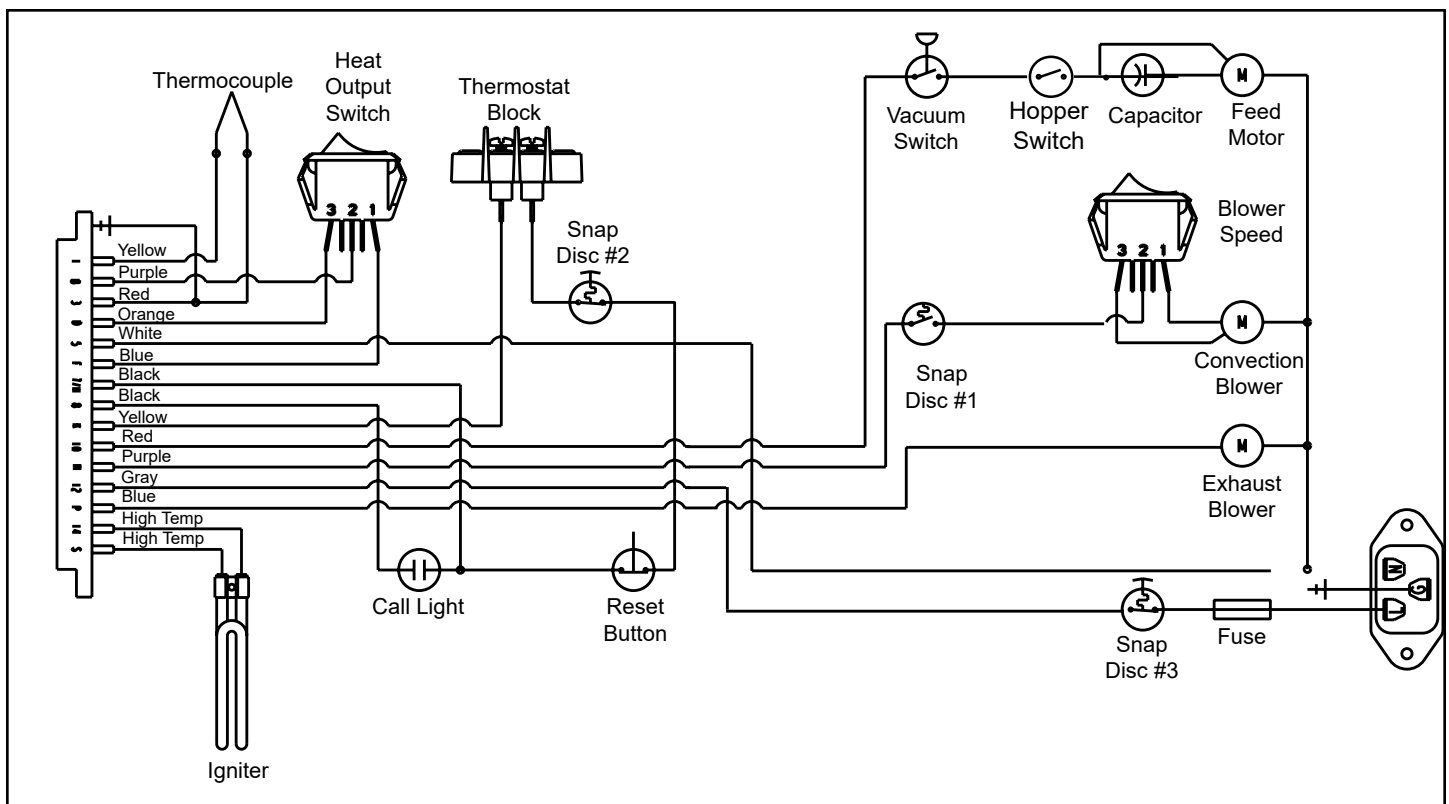 Thermocouple
Heat
Output
Switch
3 2 1
Thermostat
Block
Snap
Disc #2
Vacuum
Switch
Hopper
Switch
Capacitor
M
Feed
Motor
Blower
Speed
3 2 1
Snap
Disc #1
M
Convection
Blower
M
Exhaust
Blower
Yellow
Purple
Red
Orange
White
Blue
Black
Black
Yellow
Red
Purple
Gray
Blue
High Temp
High Temp
Igniter
Call Light
Reset
Button
Snap
Disc #3
Fuse
N
G
L